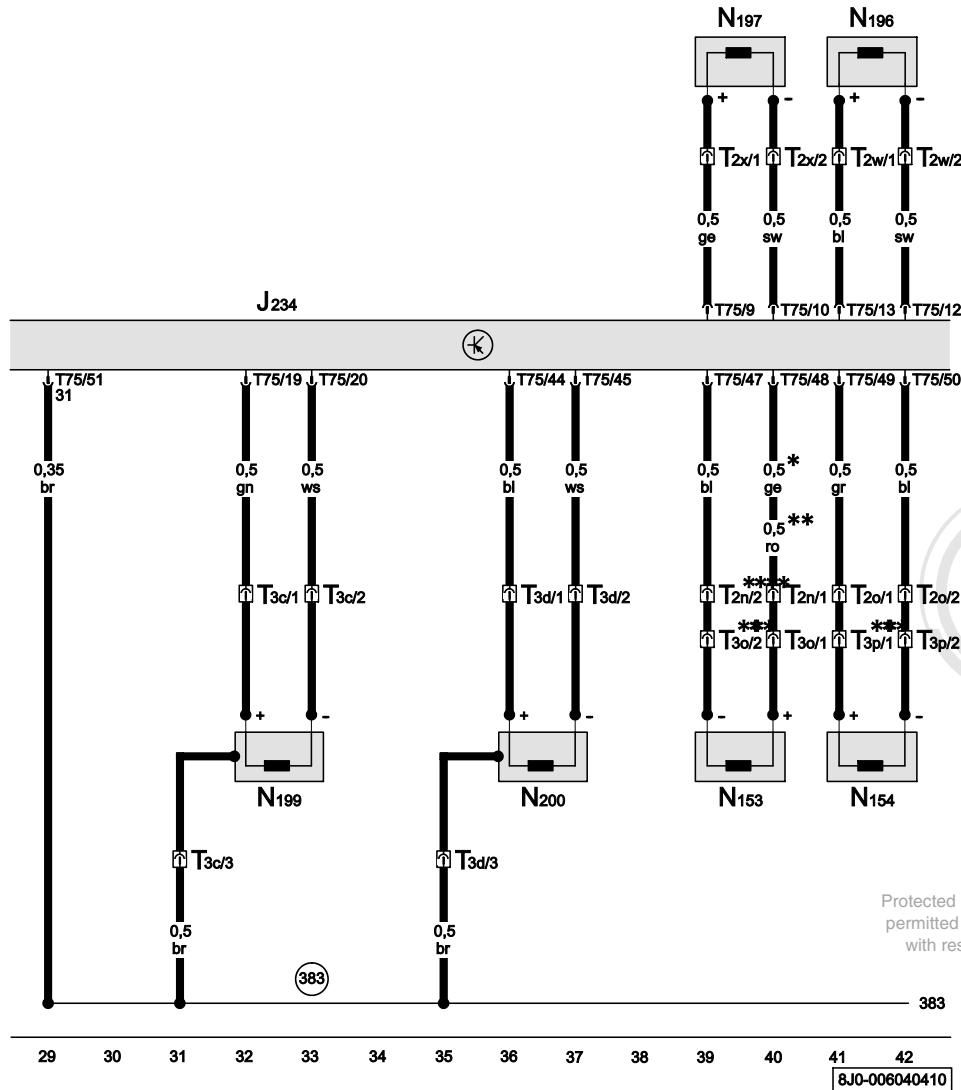 N197 N196
+ - + -
T2x/1 T2x/2 T2w/1 T2w/2
0,5 0,5 0,5 0,5
ge sw bl sw
J234
T75/9 T75/10 T75/13 T75/12
T75/51 T75/19 T75/20 T75/44 T75/45 T75/47 T75/48 T75/49 T75/50
31
0,35 0,5 0,5 0,5 0,5 0,5 0,5 * 0,5 0,5
br gn ws bl ws bl ge gr bl
0,5 **
ro
****
T3c/1 T3c/2 T3d/1 T3d/2 T2n/2 T2n/1 T2o/1 T2o/2
*** ***
T3o/2 T3o/1 T3p/1 T3p/2
+ - + - - + + -
N199 N200 N153 N154
T3c/3 T3d/3
0,5 0,5
br br
Protected
permitted
with res
383
383
29 30 31 32 33 34 35 36 37 38 39 40 41 42
8J0-006040410